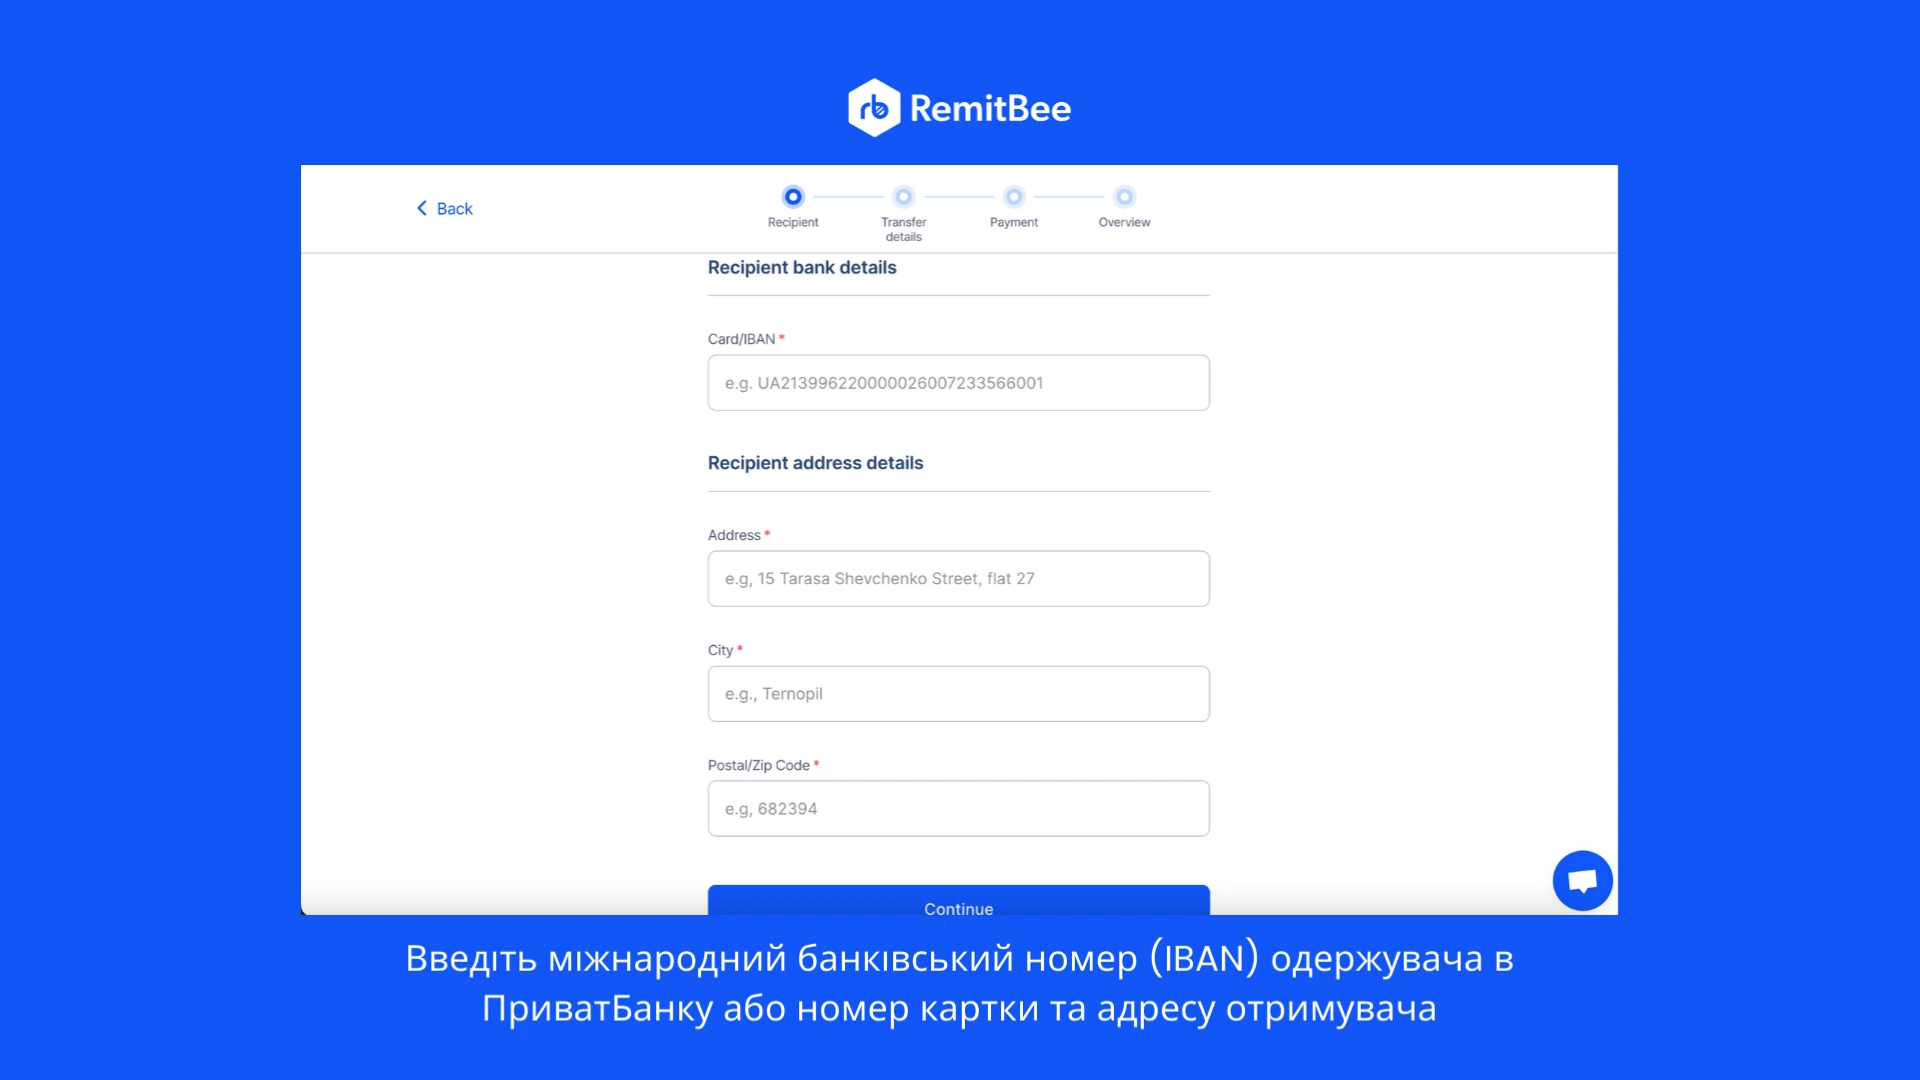 rb RemitBee
Back
Recipient
Transfer
details
Payment
Overview
Recipient bank details
Card/IBAN *
e.g. UA213996220000026007233566001
Recipient address details
Address *
e.g, 15 Tarasa Shevchenko Street, flat 27
City *
e.g., Ternopil
Postal/Zip Code *
e.g, 682394
Continue
Введіть міжнародний банківський номер (IBAN) одержувача в
ПриватБанку або номер картки та адресу отримувача